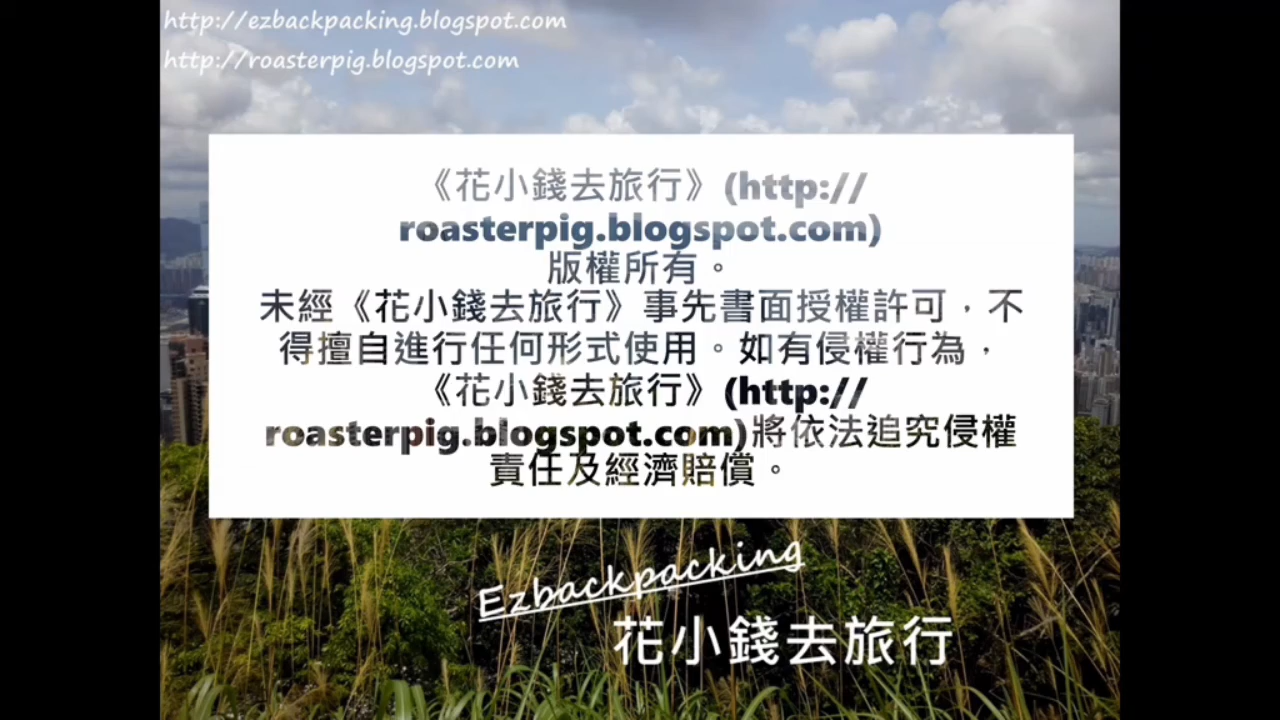 http://ezbackpacking.blogspot.com
http://roasterpig.blogspot.com
《花小錢去旅行》(http://
roasterpig.blogspot.com)
版權所有。
未經《花小錢去旅行》事先書面授權許可，不
得擅自進行任何形式使用。如有侵權行為，
《花小錢去旅行》(http://
roasterpig.blogspot.com)將依法追究侵權
責任及經濟賠償。
Ezbackpacking
花小錢去旅行